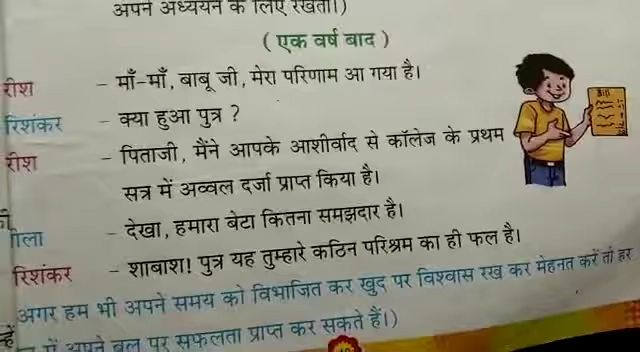 अपने अध्ययन के लिए रखता।)
( एक वर्ष बाद )
रीश – माँ-माँ, बाबू जी, मेरा परिणाम आ गया है।
रिशंकर – क्या हुआ पुत्र ?
रीश – पिताजी, मैंने आपके आशीर्वाद से कॉलेज के प्रथम
सत्र में अव्वल दर्जा प्राप्त किया है।
ीला – देखा, हमारा बेटा कितना समझदार है।
रिशंकर – शाबाश! पुत्र यह तुम्हारे कठिन परिश्रम का ही फल है।
अगर हम भी अपने समय को विभाजित कर खुद पर विश्वास रख कर मेहनत करें तो हर
में अपने बल पर सफलता प्राप्त कर सकते हैं।)